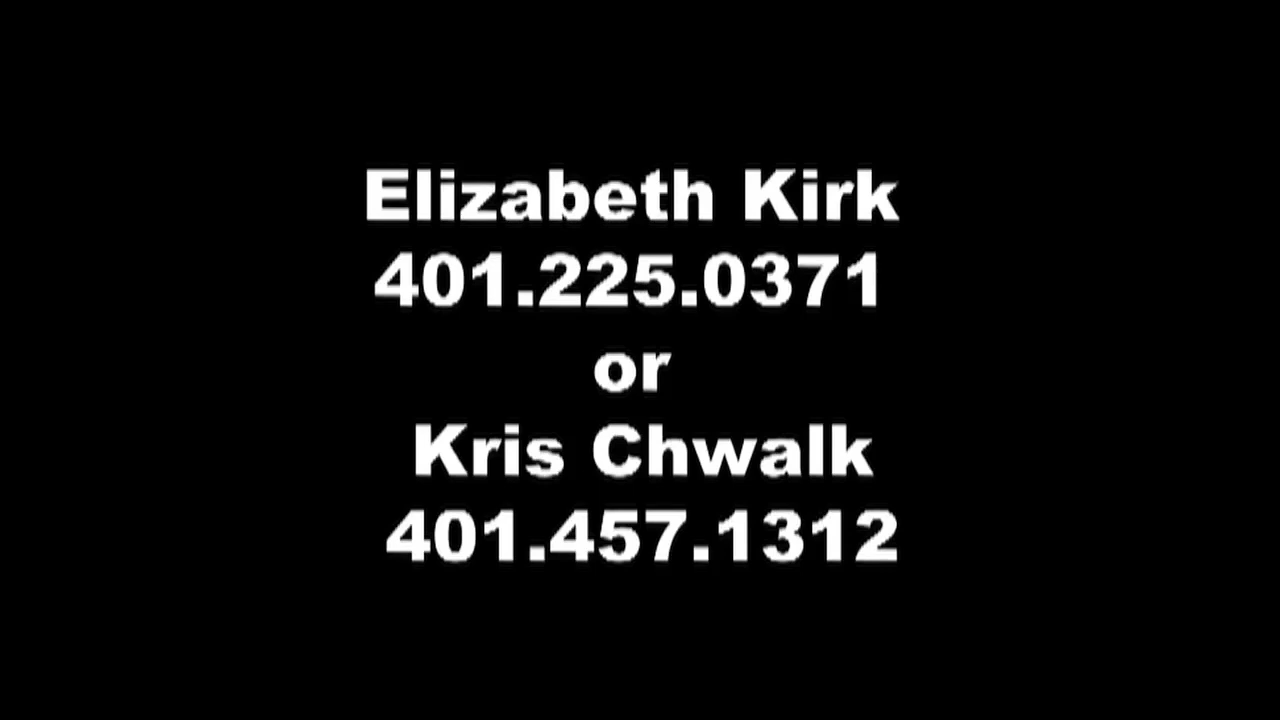 Elizabeth Kirk
401.225.0371
or
Kris Chwalk
401.457.1312